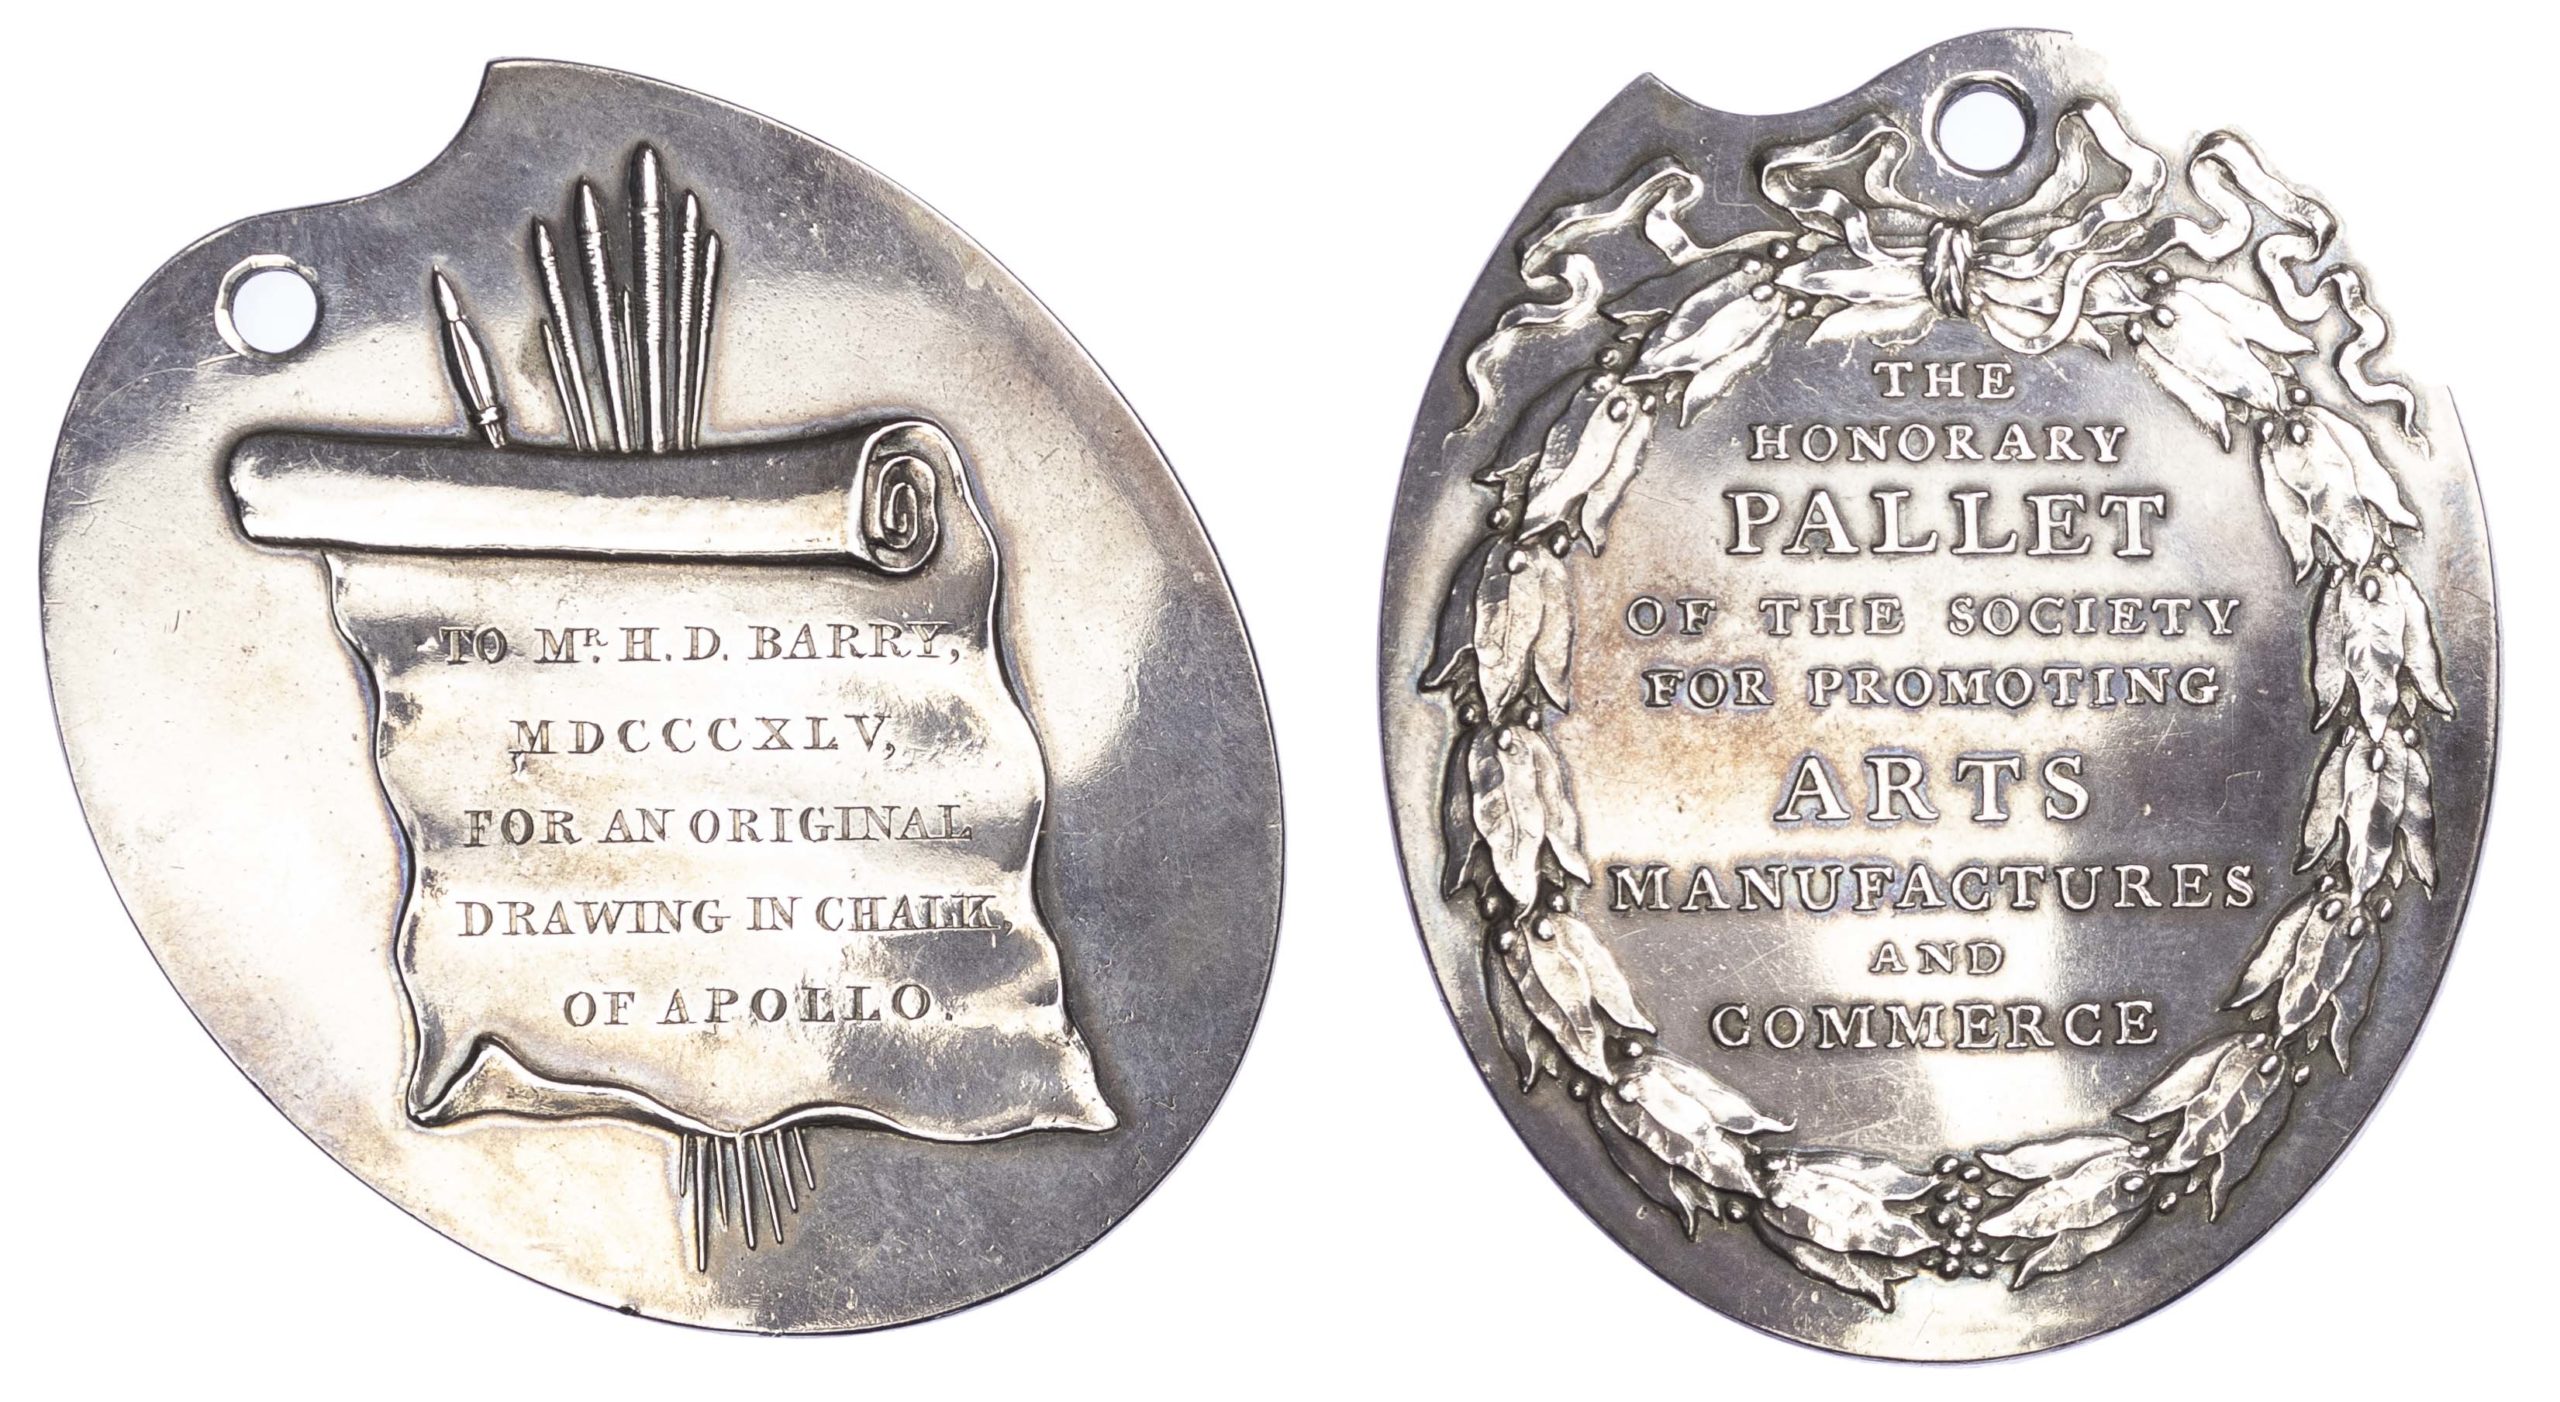 TO Mʀ. H. D. BARRY,
MDCCCXLV,
FOR AN ORIGINAL
DRAWING IN CHALK,
OF APOLLO.
THE
HONORARY
PALLET
OF THE SOCIETY
FOR PROMOTING
ARTS
MANUFACTURES
AND
COMMERCE